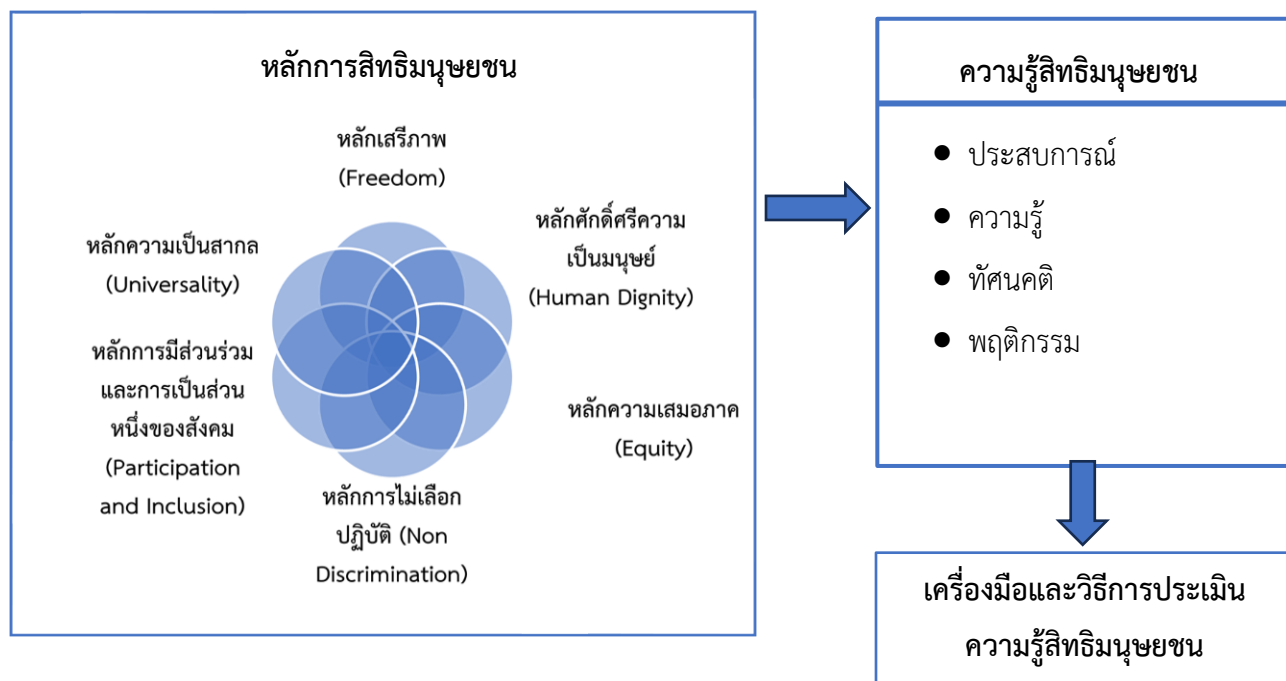 หลักการสิทธิมนุษยชน
หลักเสรีภาพ
(Freedom)
หลักศักดิ์ศรีความ
เป็นมนุษย์
(Human Dignity)
หลักความเสมอภาค
(Equity)
หลักการไม่เลือก
ปฏิบัติ (Non
Discrimination)
หลักการมีส่วนร่วม
และการเป็นส่วน
หนึ่งของสังคม
(Participation
and Inclusion)
หลักความเป็นสากล
(Universality)
ความรู้สิทธิมนุษยชน
● ประสบการณ์
● ความรู้
● ทัศนคติ
● พฤติกรรม
เครื่องมือและวิธีการประเมิน
ความรู้สิทธิมนุษยชน